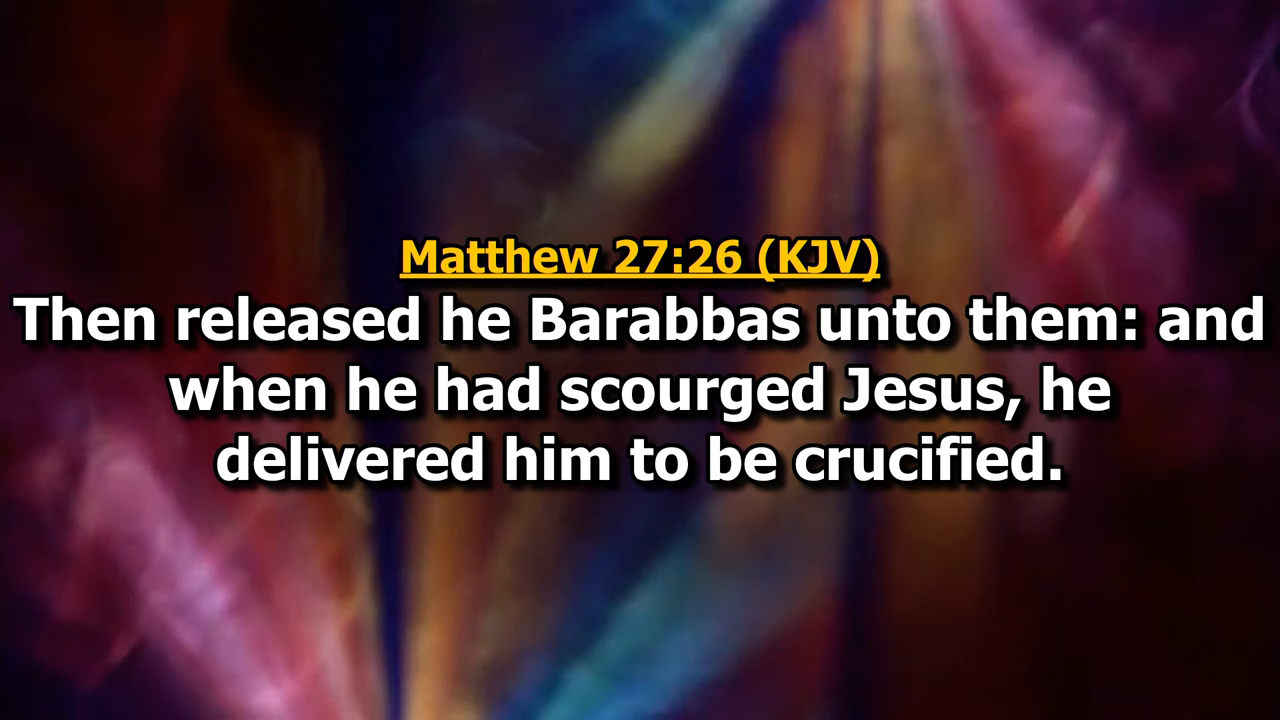 Matthew 27:26 (KJV)
Then released he Barabbas unto them: and
when he had scourged Jesus, he
delivered him to be crucified.